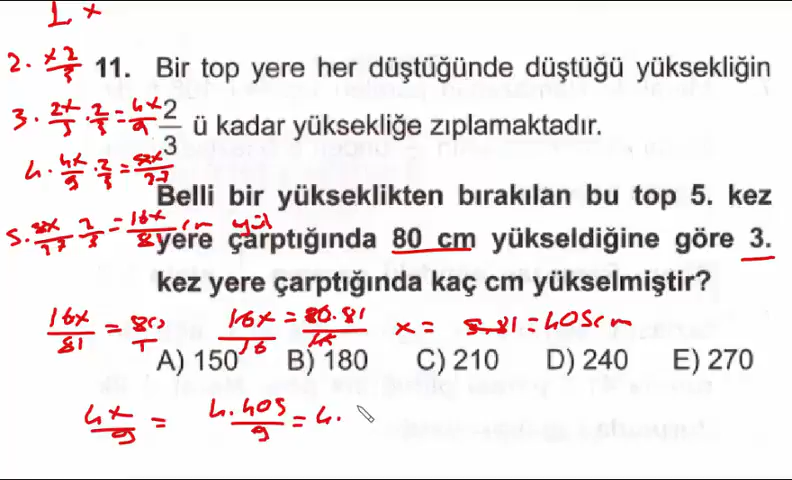 1 x
2. x 2/3
11. Bir top yere her düştüğünde düştüğü yüksekliğin
3. 2x/3 . 2/3 = 4x/9
2/3 ü kadar yüksekliğe zıplamaktadır.
4. 4x/9 . 2/3 = 8x/27
Belli bir yükseklikten bırakılan bu top 5. kez
5. 8x/27 2/3 = 16x/81 cm yük
yere çarptığında 80 cm yükseldiğine göre 3.
kez yere çarptığında kaç cm yükselmiştir?
16x/81 = 80/1 16x/16 = 80.81/16 x = 5.81 = 405cm
A) 150 B) 180 C) 210 D) 240 E) 270
4x/9 = 4.405/9 = 4.